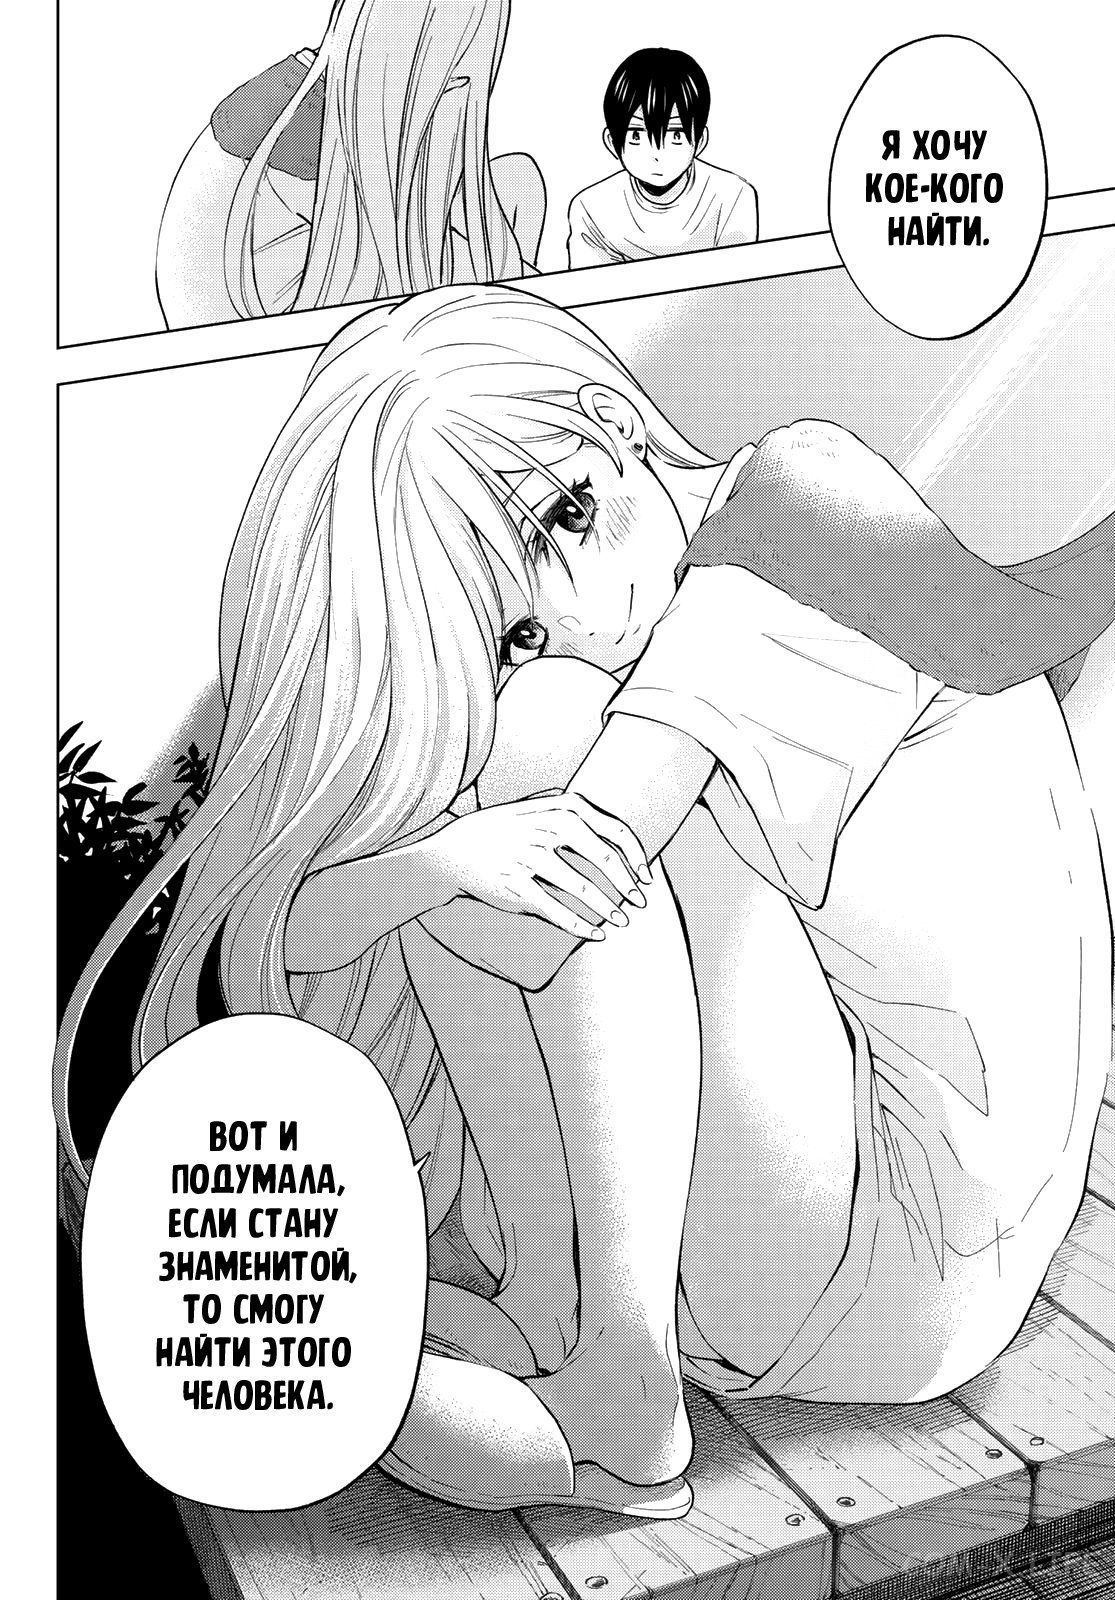 Я ХОЧУ
КОЕ-КОГО
НАЙТИ.
ВОТ И
ПОДУМАЛА,
ЕСЛИ СТАНУ
ЗНАМЕНИТОЙ,
ТО СМОГУ
НАЙТИ ЭТОГО
ЧЕЛОВЕКА.